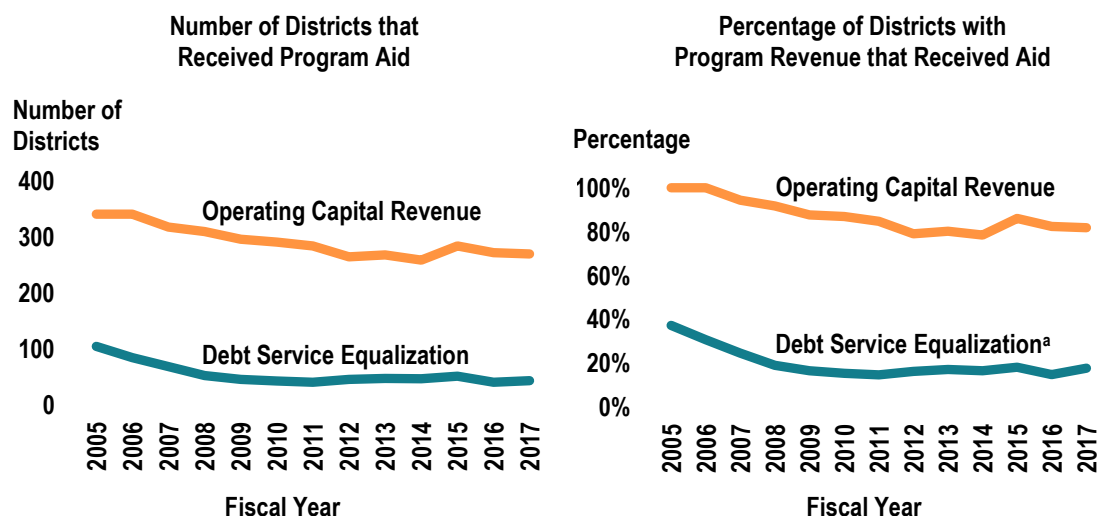 Number of Districts that
Received Program Aid
Number of
Districts
400
300
200
100
0
Operating Capital Revenue
Debt Service Equalization
2005
2006
2007
2008
2009
2010
2011
2012
2013
2014
2015
2016
2017
Fiscal Year
Percentage of Districts with
Program Revenue that Received Aid
Percentage
100%
80%
60%
40%
20%
0%
Operating Capital Revenue
Debt Service Equalizationᵃ
2005
2006
2007
2008
2009
2010
2011
2012
2013
2014
2015
2016
2017
Fiscal Year